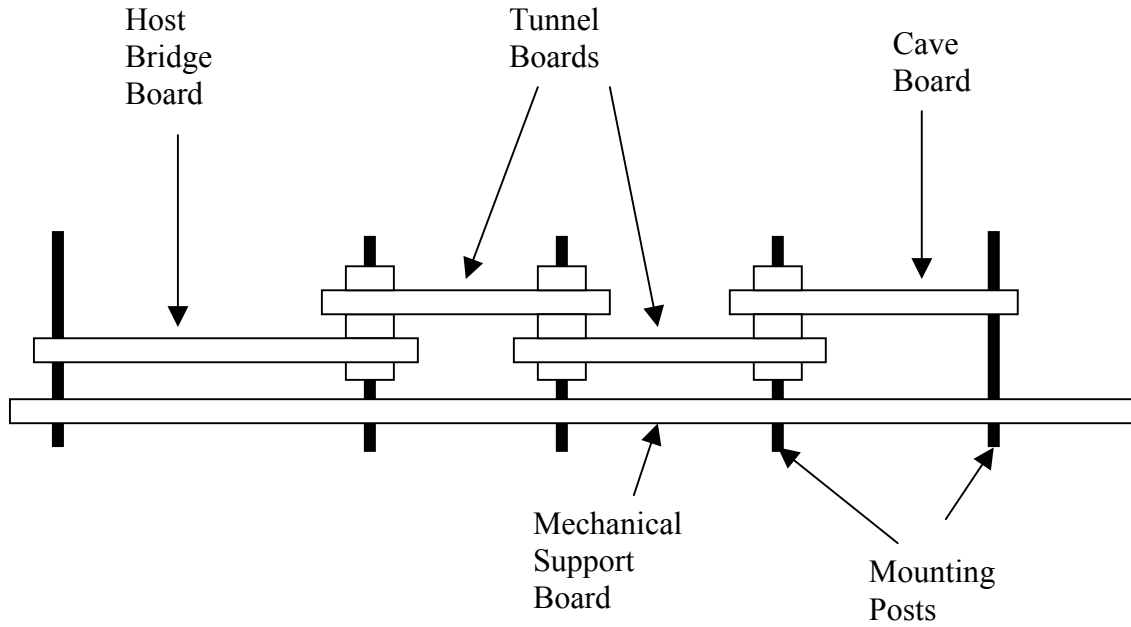 Host
Bridge
Board
Tunnel
Boards
Cave
Board
Mechanical
Support
Board
Mounting
Posts